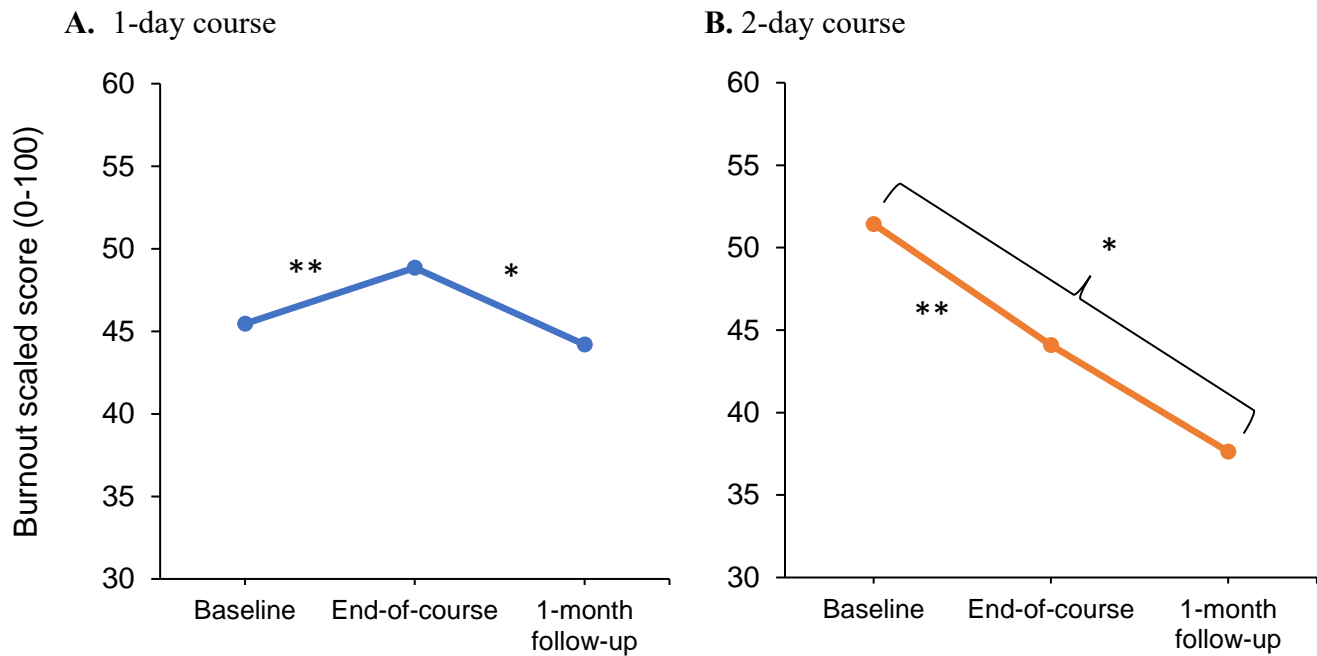 A. 1-day course
Burnout scaled score (0-100)
60
55
50
45
40
35
30
**
*
Baseline
End-of-course
1-month
follow-up
B. 2-day course
60
55
50
45
40
35
30
*
**
Baseline
End-of-course
1-month
follow-up